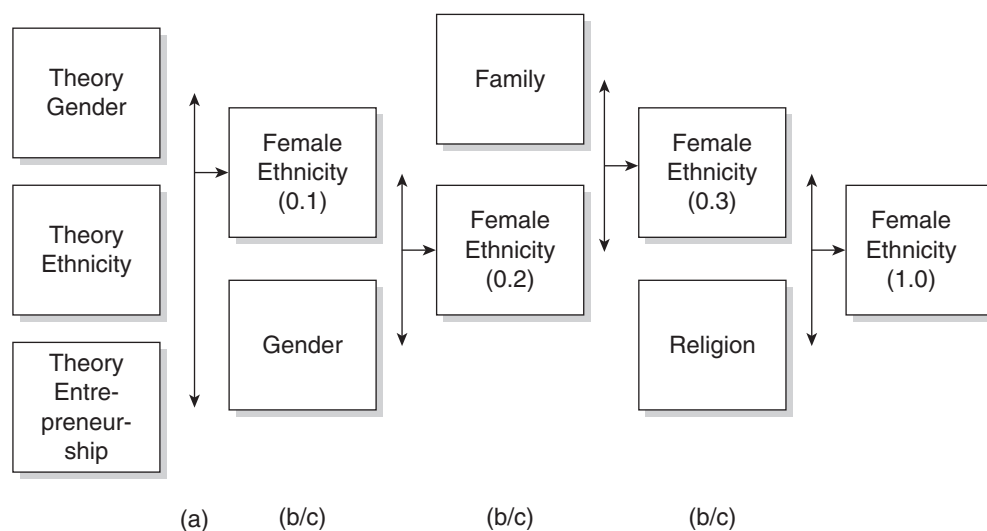 Theory
Gender
Theory
Ethnicity
Theory
Entre-
preneur-
ship
Female
Ethnicity
(0.1)
Gender
Family
Female
Ethnicity
(0.2)
Female
Ethnicity
(0.3)
Religion
Female
Ethnicity
(1.0)
(a)
(b/c)
(b/c)
(b/c)